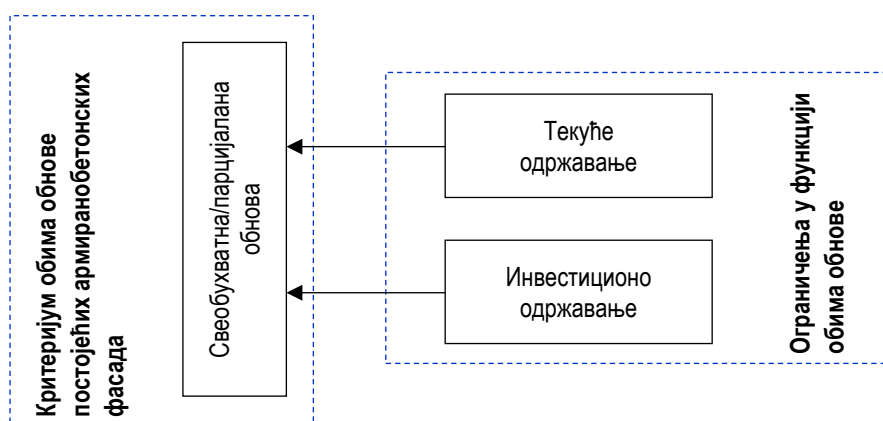 Критеријум обима обнове
постојећих армиранобетонских
фасада
Свеобухватна/парцијалана
обнова
Текуће
одржавање
Инвестиционо
одржавање
Ограничења у функцији
обима обнове